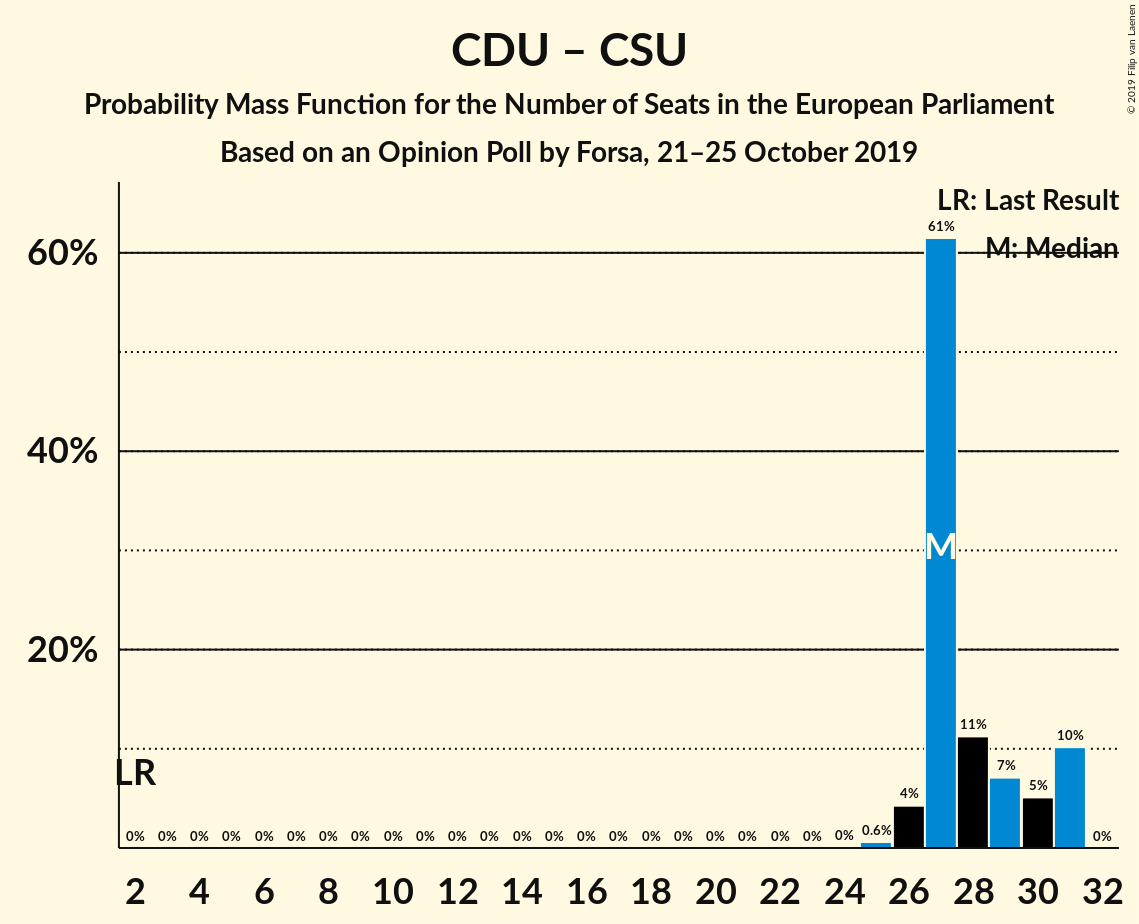 CDU – CSU
Probability Mass Function for the Number of Seats in the European Parliament
Based on an Opinion Poll by Forsa, 21–25 October 2019
© 2019 Filip van Laenen
LR: Last Result
M: Median
61%
60%
40%
M
20%
11%
10%
7%
5%
4%
LR
0% 0% 0% 0% 0% 0% 0% 0% 0% 0% 0% 0% 0% 0% 0% 0% 0% 0% 0% 0% 0% 0% 0% 0.6% 0%
2 4 6 8 10 12 14 16 18 20 22 24 26 28 30 32